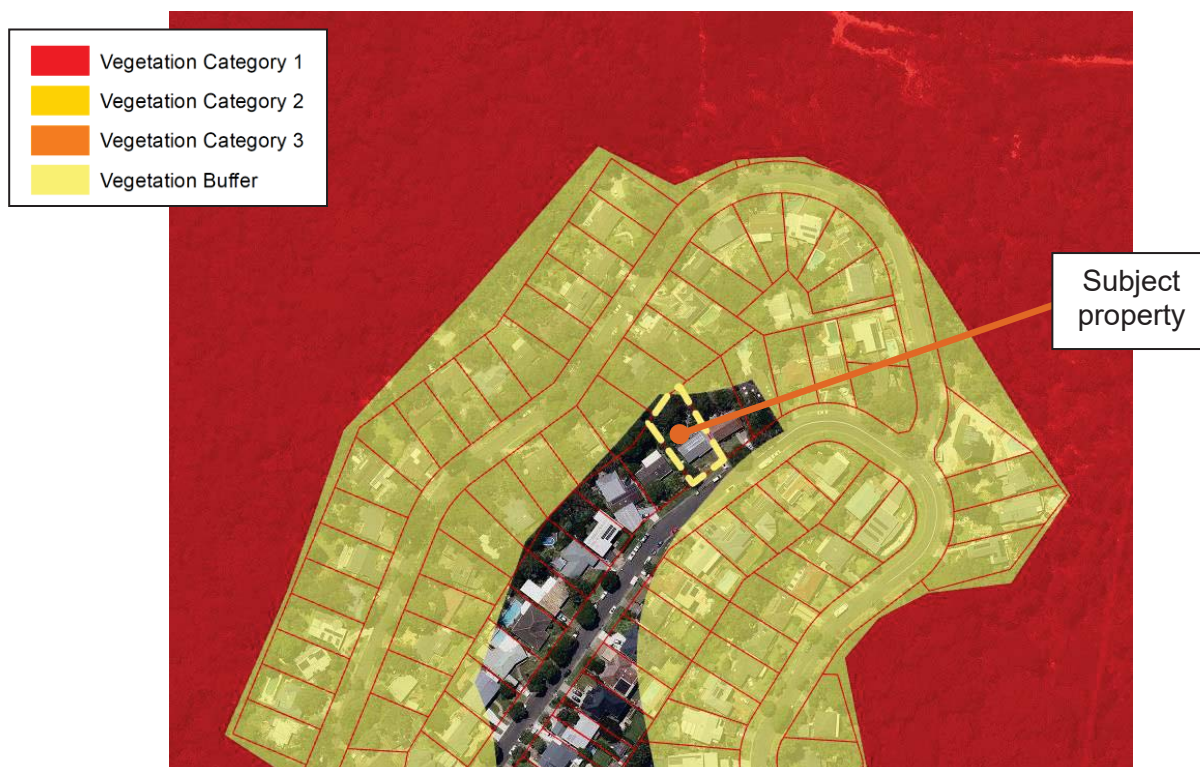 Vegetation Category 1
Vegetation Category 2
Vegetation Category 3
Vegetation Buffer
Subject
property